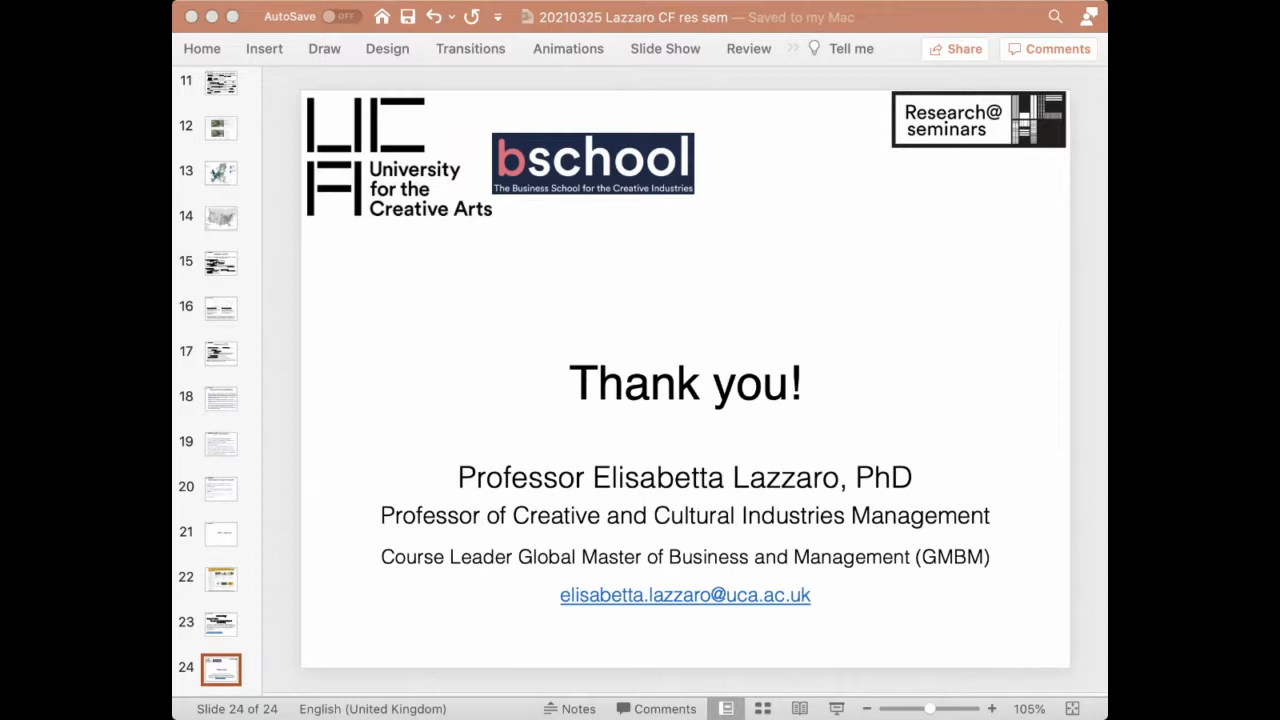 AutoSave OFF 20210325 Lazzaro CF res sem — Saved to my Mac
Home Insert Draw Design Transitions Animations Slide Show Review Tell me Share Comments
11
12
13
14
15
16
17
18
19
20
21
22
23
24
UCA
University
for the
Creative Arts
bschool
The Business School for the Creative Industries
Research@
seminars
Thank you!
Professor Elisabetta Lazzaro, PhD
Professor of Creative and Cultural Industries Management
Course Leader Global Master of Business and Management (GMBM)
elisabetta.lazzaro@uca.ac.uk
Slide 24 of 24 English (United Kingdom) Notes Comments 105%